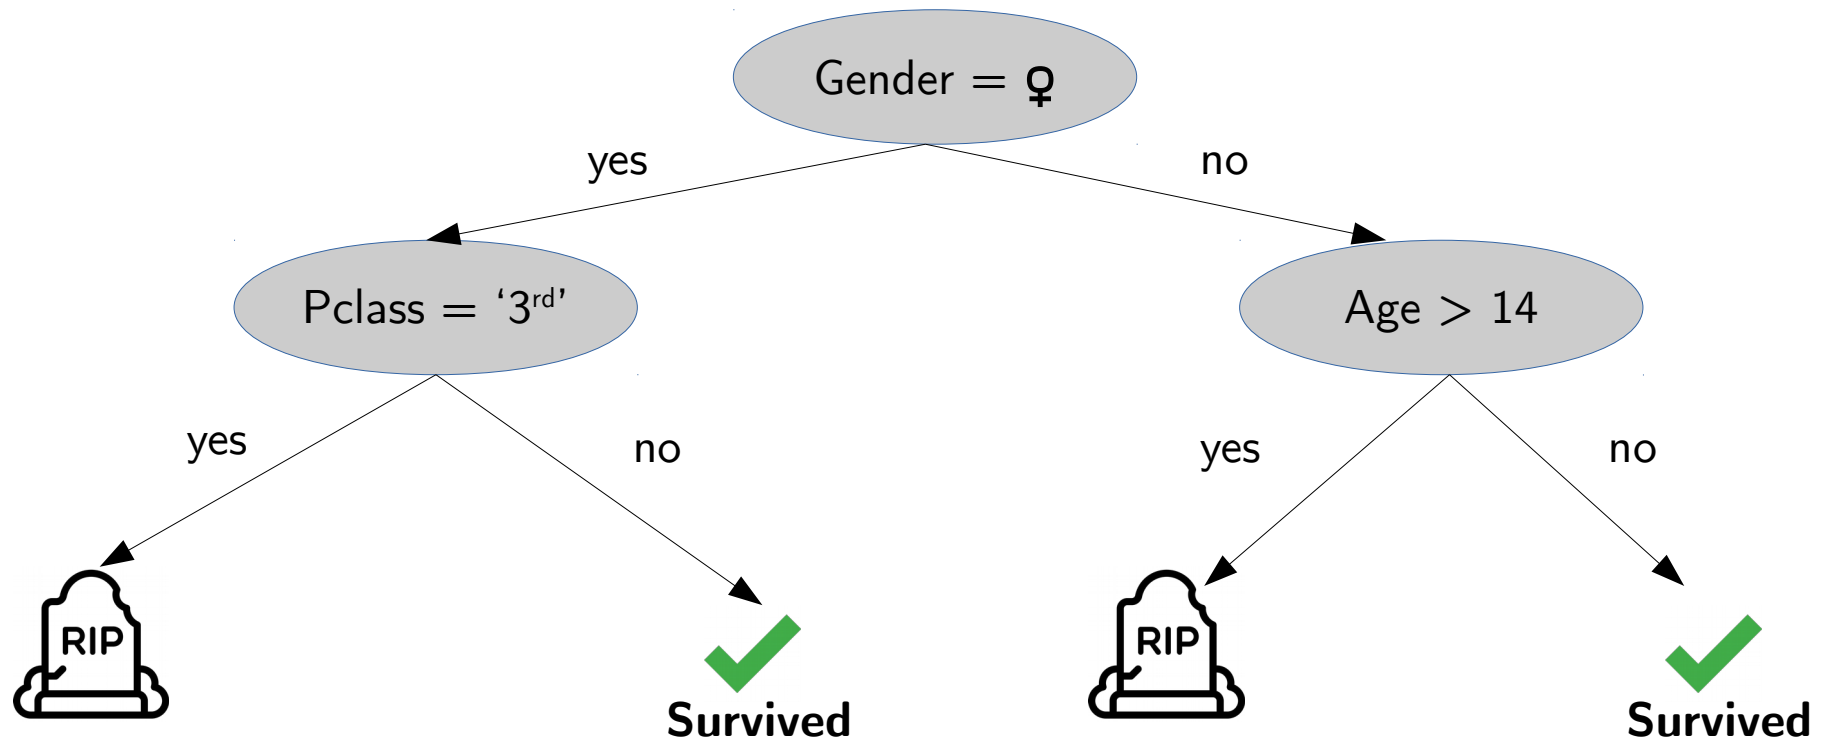 Gender = ♀
yes
no
Pclass = ‘3rd’
Age > 14
yes
no
yes
no
RIP
Survived
RIP
Survived